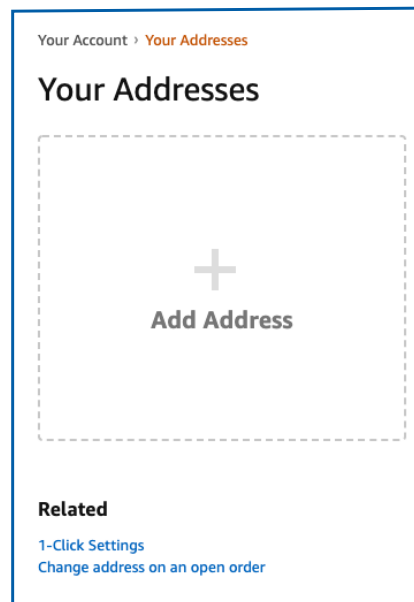 Your Account › Your Addresses
Your Addresses
Add Address
Related
1-Click Settings
Change address on an open order